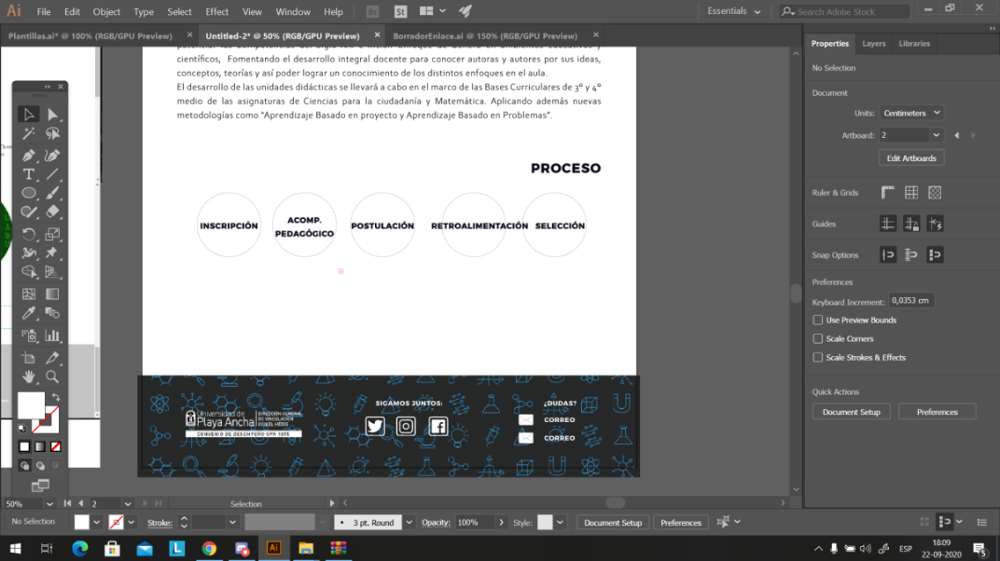 Ai File Edit Object Type Select Effect View Window Help Br St Essentials Search Adobe Stock
Plantillas.ai* @ 100% (RGB/GPU Preview) × Untitled-2* @ 50% (RGB/GPU Preview) × BorradorEnlace.ai @ 150% (RGB/GPU Preview) ×
Properties Layers Libraries
No Selection
Document
Units: Centimeters
Artboard: 2
Edit Artboards
Ruler & Grids
Guides
Snap Options
Preferences
Keyboard Increment: 0,0353 cm
Use Preview Bounds
Scale Corners
Scale Strokes & Effects
Quick Actions
Document Setup Preferences
científicos, Fomentando el desarrollo integral docente para conocer autoras y autores por sus ideas,
conceptos, teorías y así poder lograr un conocimiento de los distintos enfoques en el aula.
El desarrollo de las unidades didácticas se llevará a cabo en el marco de las Bases Curriculares de 3º y 4º
medio de las asignaturas de Ciencias para la ciudadanía y Matemática. Aplicando además nuevas
metodologías como "Aprendizaje Basado en proyecto y Aprendizaje Basado en Problemas".
PROCESO
INSCRIPCIÓN
ACOMP.
PEDAGÓGICO
POSTULACIÓN
RETROALIMENTACIÓN
SELECCIÓN
Universidad de
Playa Ancha
DIRECCIÓN GENERAL
DE VINCULACIÓN
CON EL MEDIO
CONVENIO DE DESEMPEÑO UPA 1895
SIGAMOS JUNTOS:
¿DUDAS?
CORREO
CORREO
50% 2 Selection
No Selection Stroke: 3 pt. Round Opacity: 100% Style: Document Setup Preferences
L Ai ESP 18:09
22-09-2020 5